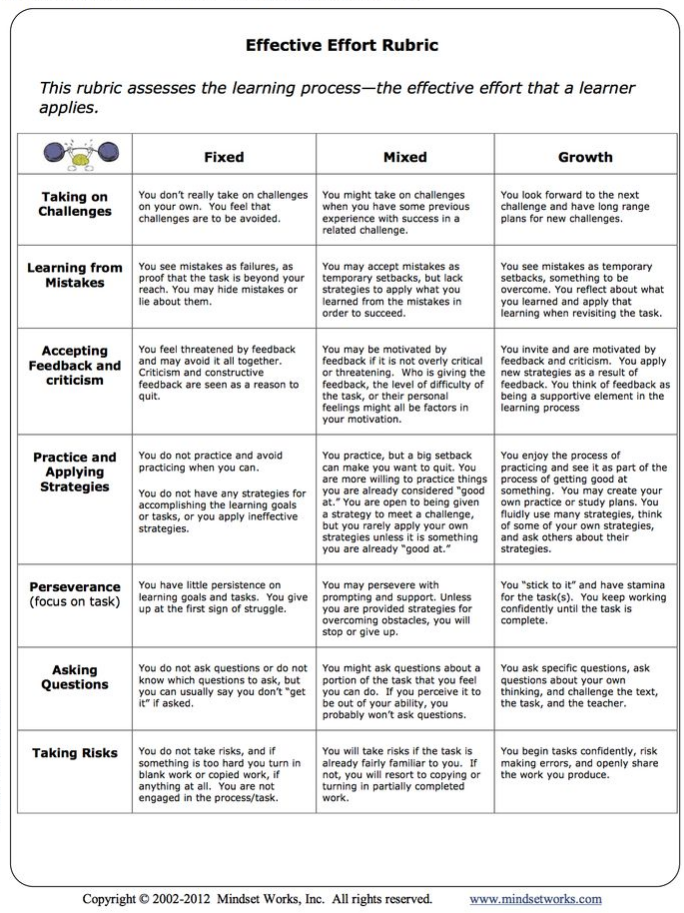 Effective Effort Rubric
This rubric assesses the learning process—the effective effort that a learner
applies.
Fixed
Mixed
Growth
Taking on
Challenges
You don’t really take on challenges
on your own. You feel that
challenges are to be avoided.
You might take on challenges
when you have some previous
experience with success in a
related challenge.
You look forward to the next
challenge and have long range
plans for new challenges.
Learning from
Mistakes
You see mistakes as failures, as
proof that the task is beyond your
reach. You may hide mistakes or
lie about them.
You may accept mistakes as
temporary setbacks, but lack
strategies to apply what you
learned from the mistakes in
order to succeed.
You see mistakes as temporary
setbacks, something to be
overcome. You reflect about what
you learned and apply that
learning when revisiting the task.
Accepting
Feedback and
criticism
You feel threatened by feedback
and may avoid it all together.
Criticism and constructive
feedback are seen as a reason to
quit.
You may be motivated by
feedback if it is not overly critical
or threatening. Who is giving the
feedback, the level of difficulty of
the task, or their personal
feelings might all be factors in
your motivation.
You invite and are motivated by
feedback and criticism. You apply
new strategies as a result of
feedback. You think of feedback as
being a supportive element in the
learning process
Practice and
Applying
Strategies
You do not practice and avoid
practicing when you can.
You do not have any strategies for
accomplishing the learning goals
or tasks, or you apply ineffective
strategies.
You practice, but a big setback
can make you want to quit. You
are more willing to practice things
you are already considered “good
at.” You are open to being given
a strategy to meet a challenge,
but you rarely apply your own
strategies unless it is something
you are already “good at.”
You enjoy the process of
practicing and see it as part of the
process of getting good at
something. You may create your
own practice or study plans. You
fluidly use many strategies, think
of some of your own strategies,
and ask others about their
strategies.
Perseverance
(focus on task)
You have little persistence on
learning goals and tasks. You give
up at the first sign of struggle.
You may persevere with
prompting and support. Unless
you are provided strategies for
overcoming obstacles, you will
stop or give up.
You “stick to it” and have stamina
for the task(s). You keep working
confidently until the task is
complete.
Asking
Questions
You do not ask questions or do not
know which questions to ask, but
you can usually say you don’t “get
it” if asked.
You might ask questions about a
portion of the task that you feel
you can do. If you perceive it to
be out of your ability, you
probably won’t ask questions.
You ask specific questions, ask
questions about your own
thinking, and challenge the text,
the task, and the teacher.
Taking Risks
You do not take risks, and if
something is too hard you turn in
blank work or copied work, if
anything at all. You are not
engaged in the process/task.
You will take risks if the task is
already fairly familiar to you. If
not, you will resort to copying or
turning in partially completed
work.
You begin tasks confidently, risk
making errors, and openly share
the work you produce.
Copyright © 2002-2012 Mindset Works, Inc. All rights reserved. www.mindsetworks.com